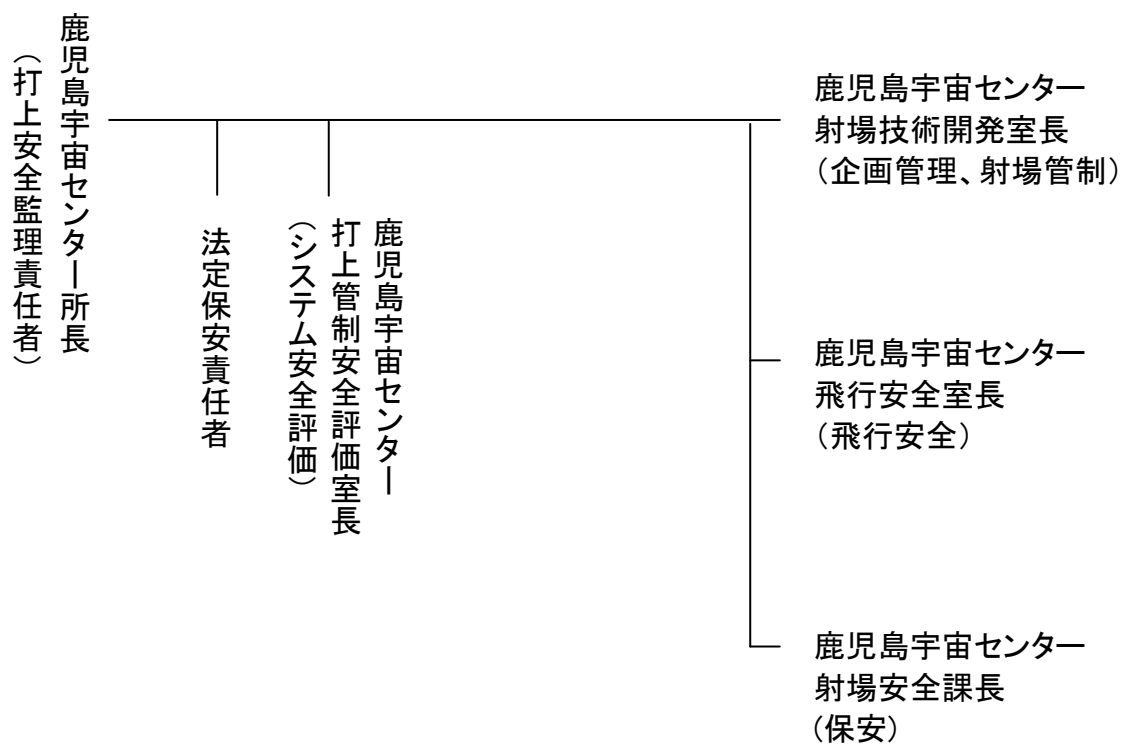 鹿児島宇宙センター所長
（打上安全監理責任者）
法定保安責任者
鹿児島宇宙センター
打上管制安全評価室長
（システム安全評価）
鹿児島宇宙センター
射場技術開発室長
（企画管理、射場管制）
鹿児島宇宙センター
飛行安全室長
（飛行安全）
鹿児島宇宙センター
射場安全課長
（保安）